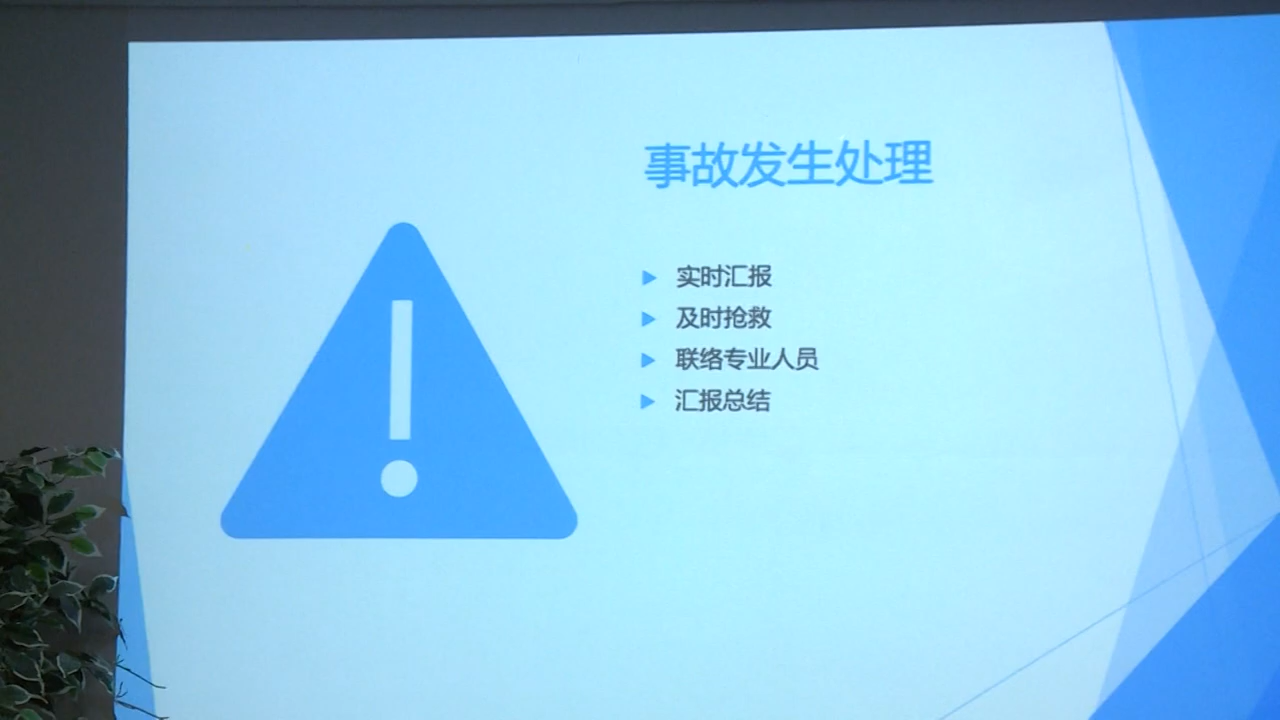 事故发生处理
实时汇报
及时抢救
联络专业人员
汇报总结